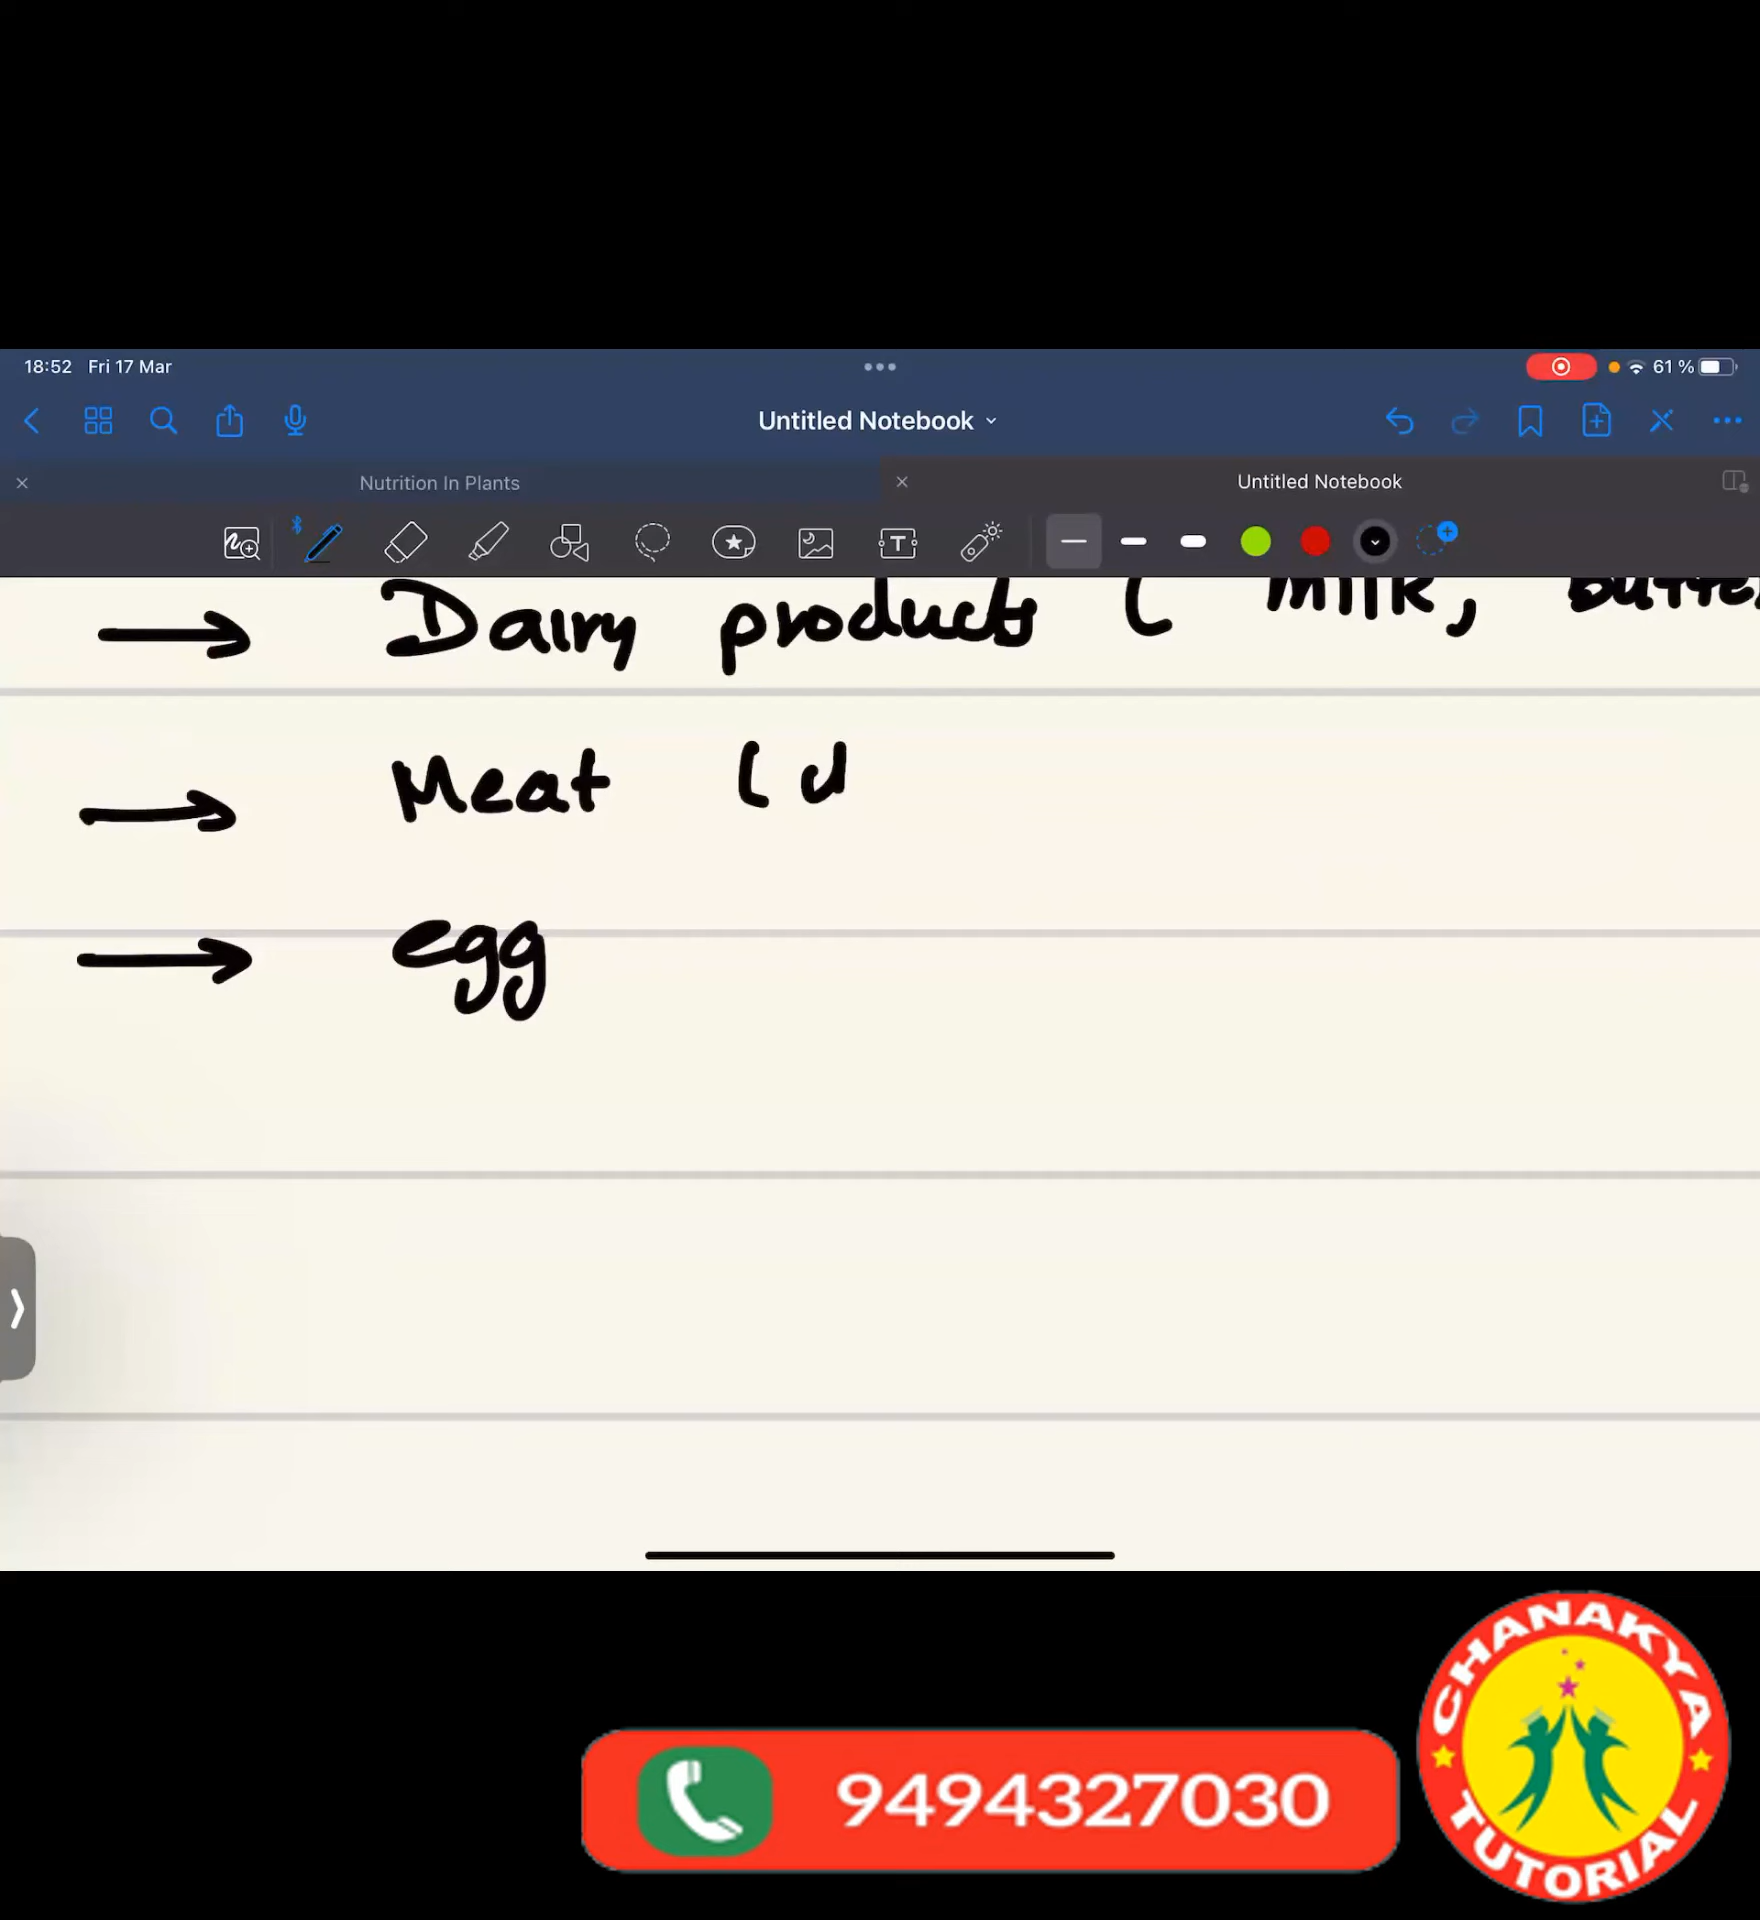 18:52 Fri 17 Mar
61 %
Untitled Notebook
Nutrition In Plants
Untitled Notebook
T
→ Dairy products ( milk,
→ Meat ( d
→ egg
9494327030
CHANAKYA
TUTORIAL